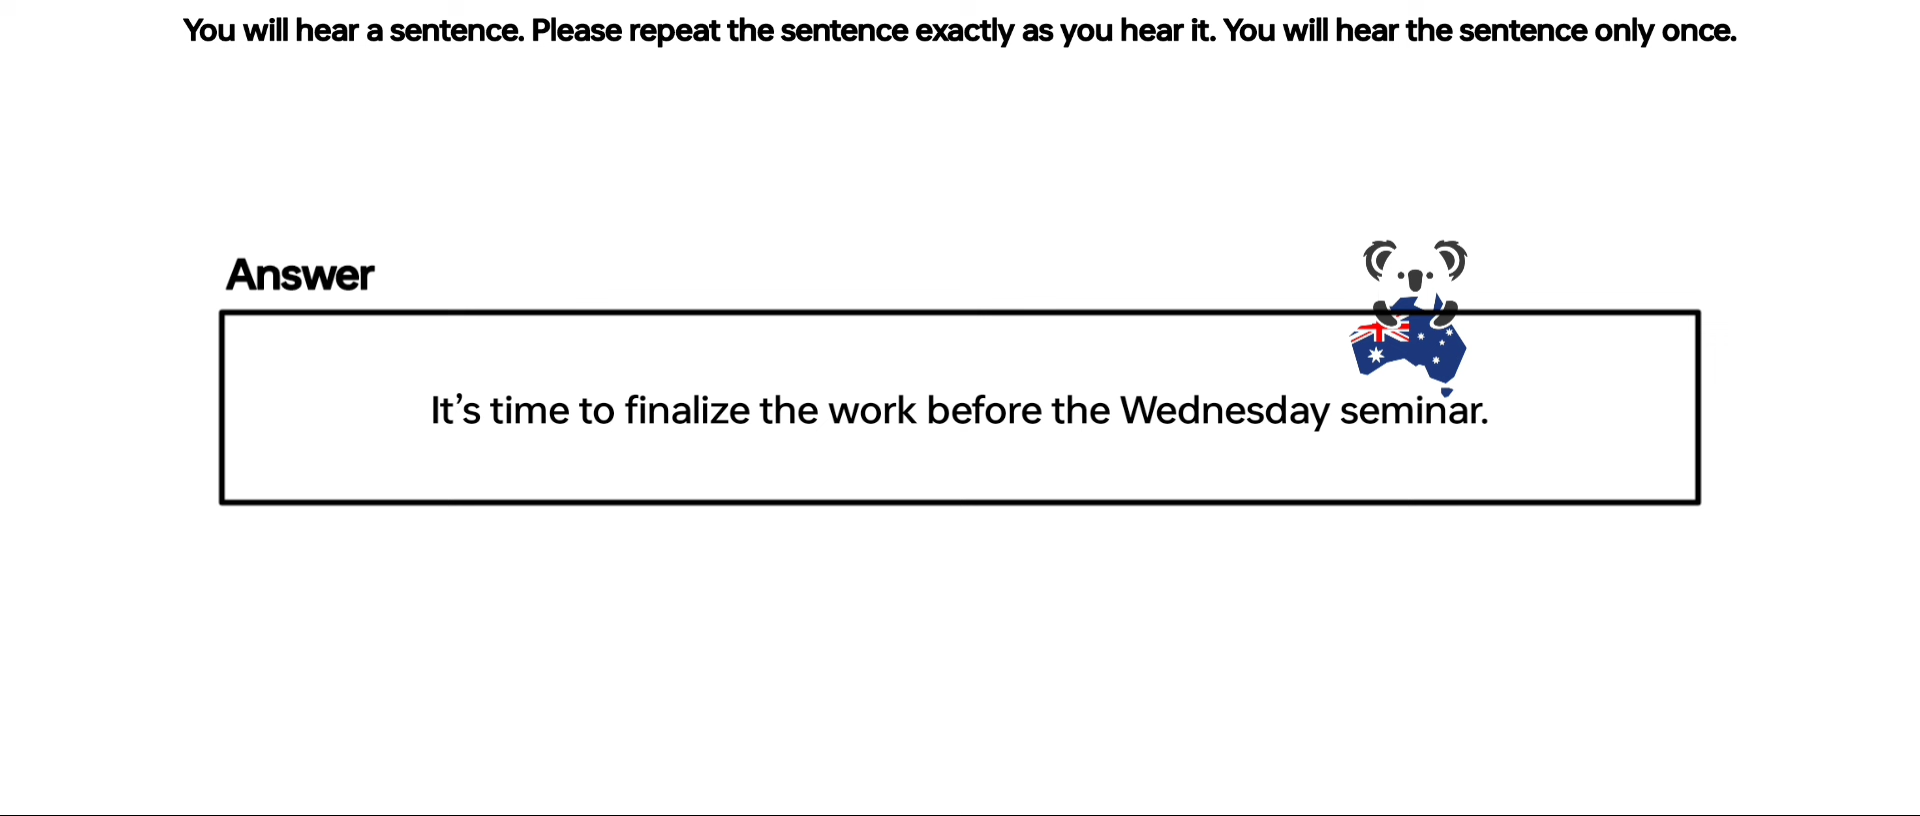 You will hear a sentence. Please repeat the sentence exactly as you hear it. You will hear the sentence only once.
Answer
It’s time to finalize the work before the Wednesday seminar.